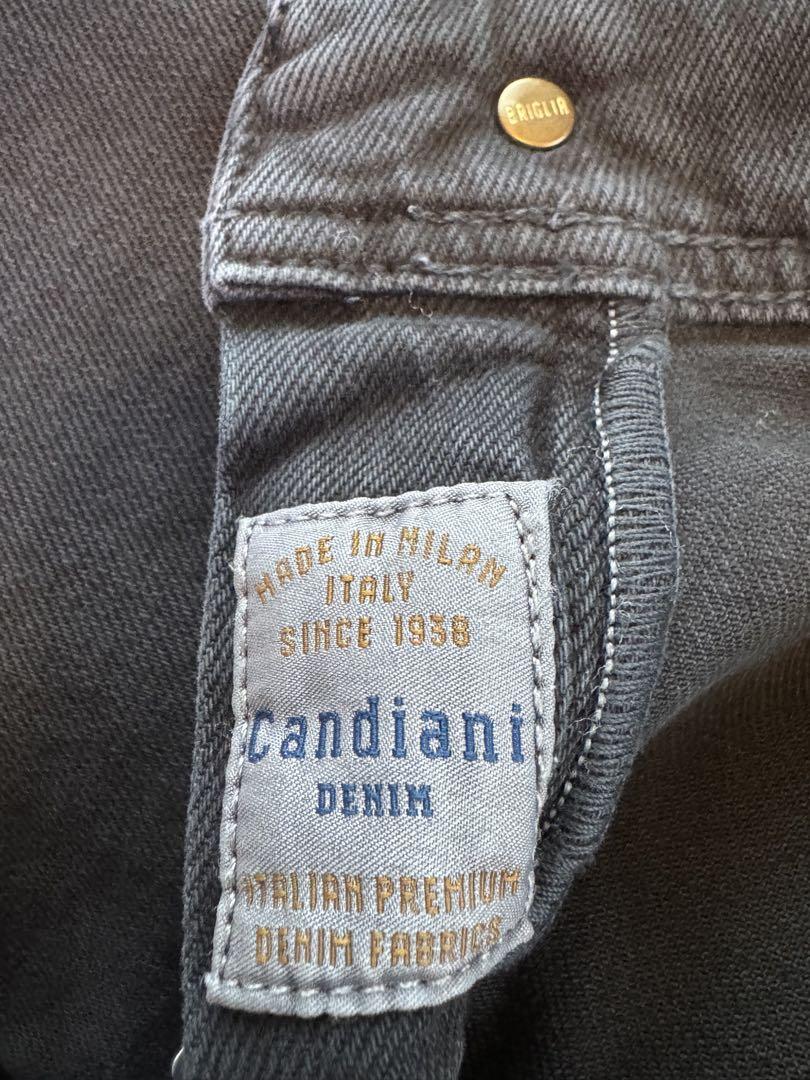 BRIGLIA
MADE IN MILAN
ITALY
SINCE 1938
Candiani
DENIM
ITALIAN PREMIUM
DENIM FABRICS